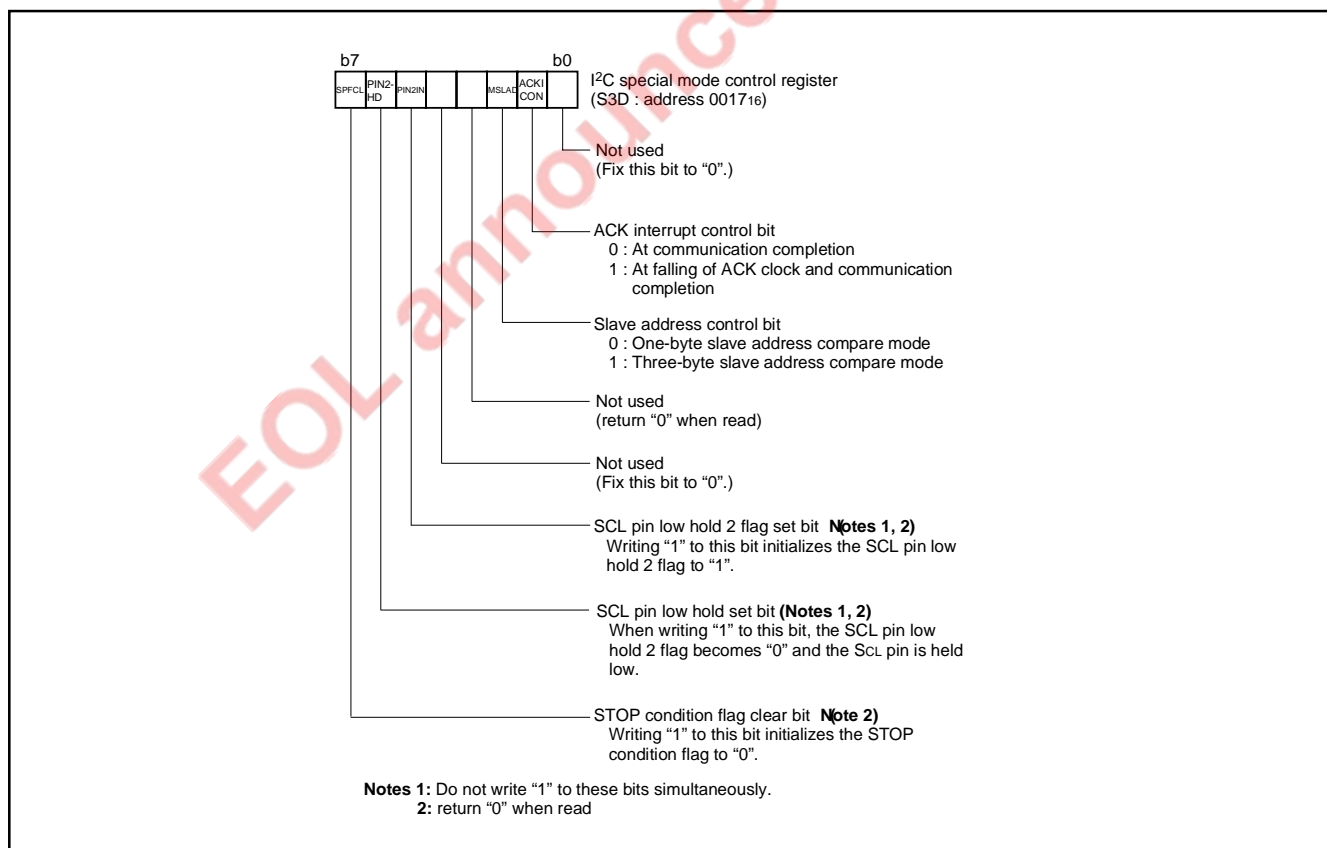 b7 b0
SPFCL PIN2-HD PIN2IN MSLAD ACKI CON
I2C special mode control register
(S3D : address 001716)
Not used
(Fix this bit to “0”.)
ACK interrupt control bit
0 : At communication completion
1 : At falling of ACK clock and communication
completion
Slave address control bit
0 : One-byte slave address compare mode
1 : Three-byte slave address compare mode
Not used
(return “0” when read)
Not used
(Fix this bit to “0”.)
SCL pin low hold 2 flag set bit (Notes 1, 2)
Writing “1” to this bit initializes the SCL pin low
hold 2 flag to “1”.
SCL pin low hold set bit (Notes 1, 2)
When writing “1” to this bit, the SCL pin low
hold 2 flag becomes “0” and the SCL pin is held
low.
STOP condition flag clear bit (Note 2)
Writing “1” to this bit initializes the STOP
condition flag to “0”.
Notes 1: Do not write “1” to these bits simultaneously.
2: return “0” when read
EOL announce